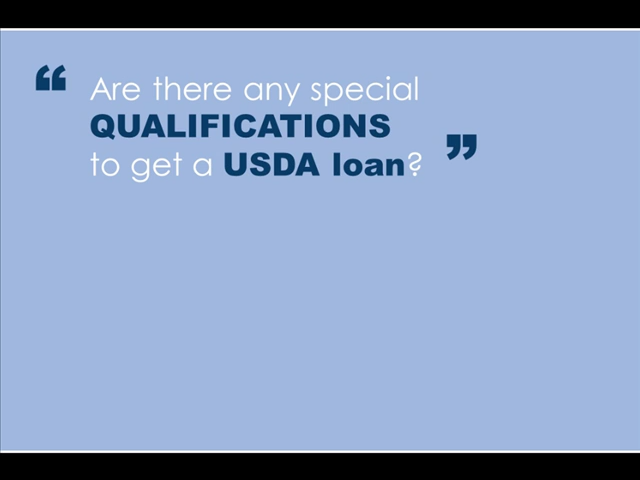 “ Are there any special
QUALIFICATIONS
to get a USDA loan? ”